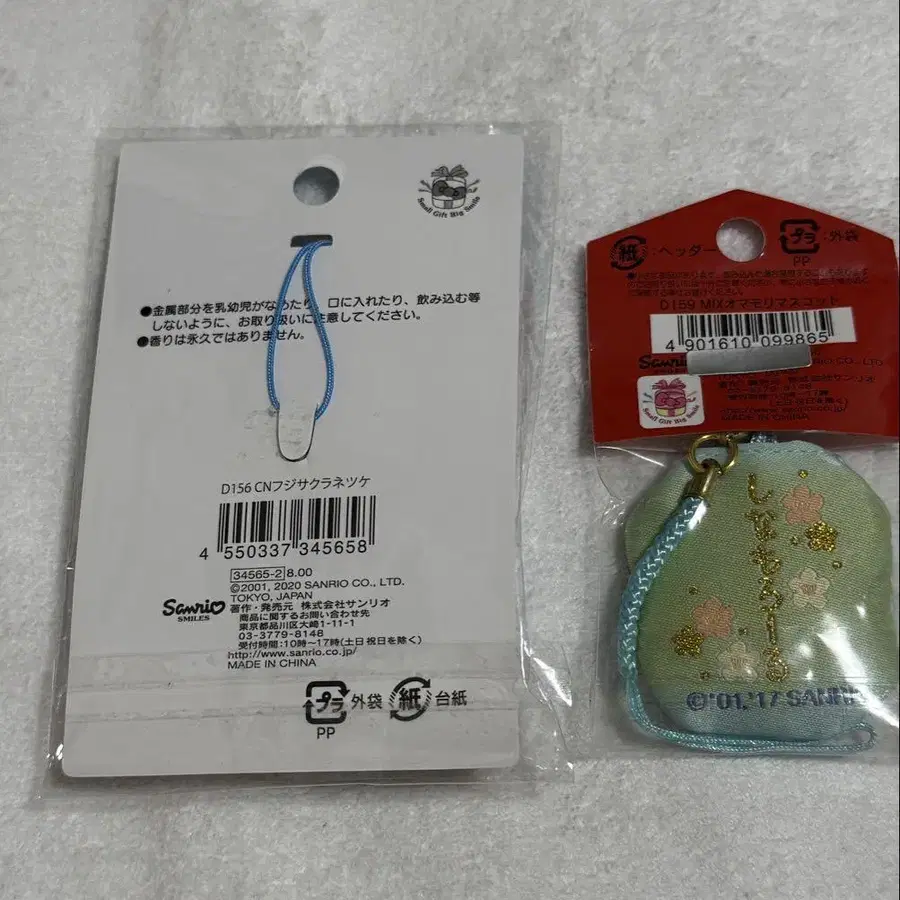 Small Gift Big Smile
●金属部分を乳幼児がなめたり、口に入れたり、飲み込む等
しないように、お取り扱いに注意してください。
●香りは永久ではありません。
D156 CNフジサクラネツケ
4 550337 345658
34565-2 8.00
©2001, 2020 SANRIO CO., LTD.
TOKYO, JAPAN
Sanrio
SMILES
著作・発売元 株式会社サンリオ
商品に関するお問い合わせ先
東京都品川区大崎1-11-1
03-3779-8148
受付時間:10時〜17時(土日祝日を除く)
http://www.sanrio.co.jp/
MADE IN CHINA
プラ 外袋
PP
紙 台紙
紙:ヘッダー
プラ:外袋
PP
D159 MIXオマモリマスコット
4 901610 099865
Sanrio
CO., LTD.
Small Gift Big Smile
MADE IN CHINA
しなもろーる
©'01,'17 SANRI